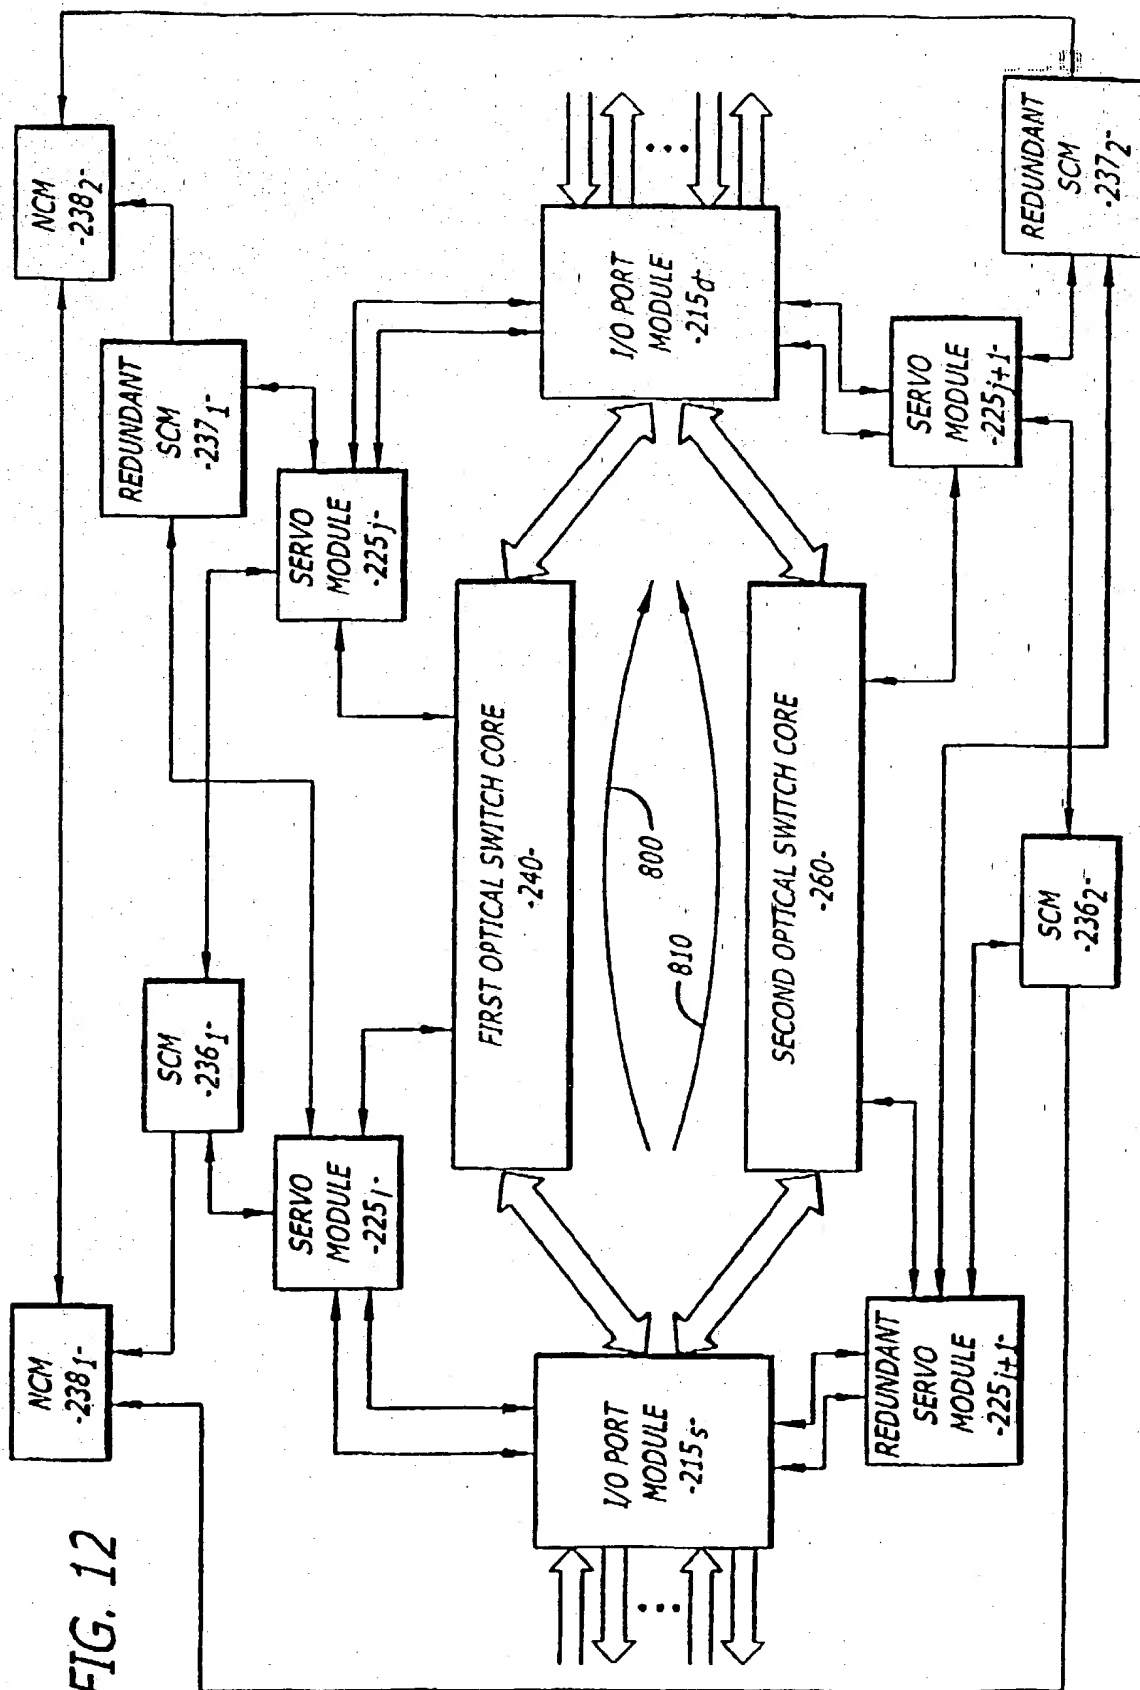 FIG. 12
NCM
-238₁-
NCM
-238₂-
REDUNDANT
SCM
-237₁-
SCM
-236₁-
SERVO
MODULE
-225i-
SERVO
MODULE
-225j-
FIRST OPTICAL SWITCH CORE
-240-
I/O PORT
MODULE
-215s-
I/O PORT
MODULE
-215d-
800
810
SECOND OPTICAL SWITCH CORE
-260-
REDUNDANT
SERVO
MODULE
-225i+1-
SERVO
MODULE
-225j+1-
SCM
-236₂-
REDUNDANT
SCM
-237₂-